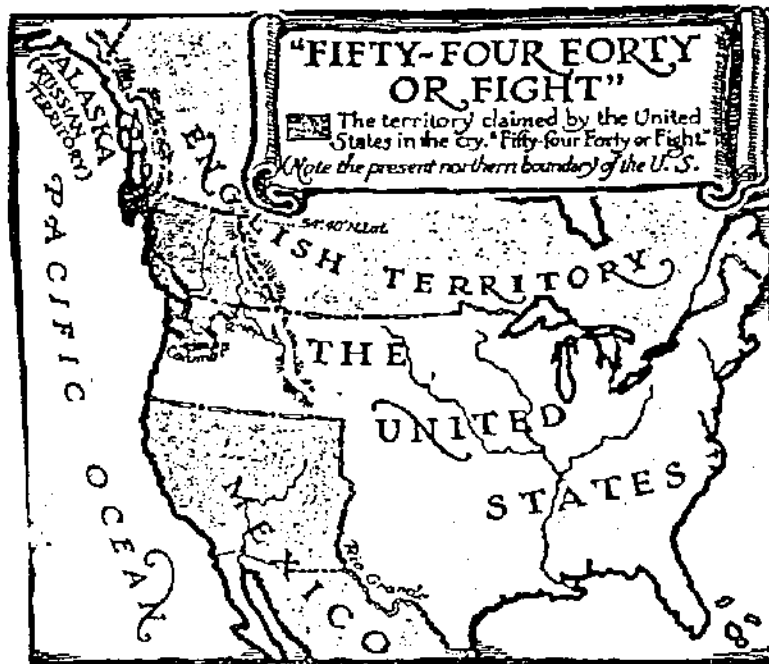 "FIFTY-FOUR FORTY
OR FIGHT"
The territory claimed by the United
States in the cry. "Fifty-four Forty or Fight."
(Note the present northern boundary of the U. S.
ALASKA
(RUSSIAN
TERRITORY)
ENGLISH TERRITORY
54° 40' N. Lat.
PACIFIC OCEAN
Columbia R.
THE
UNITED
STATES
MEXICO
Rio Grande